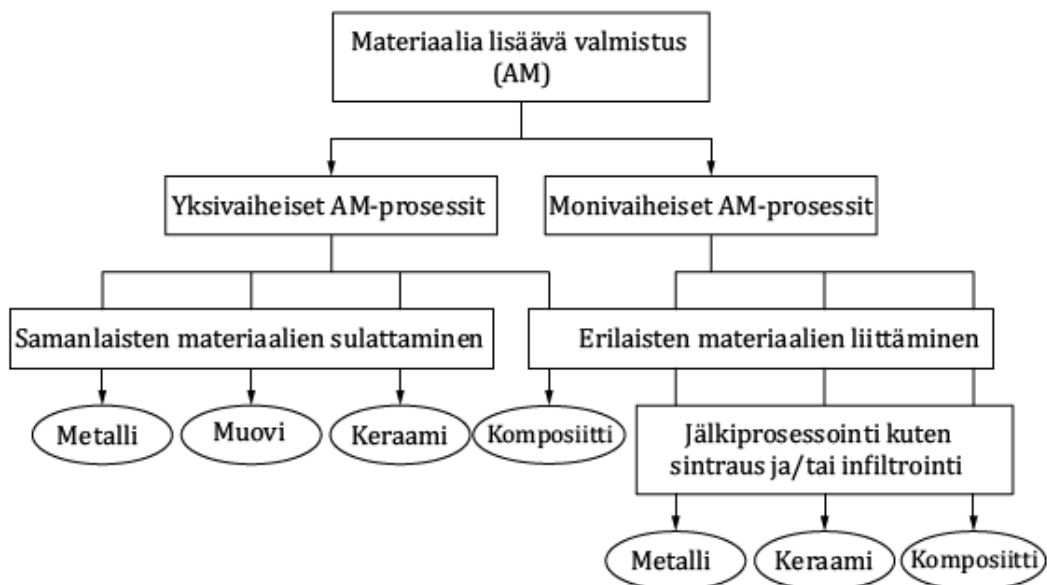 Materiaalia lisäävä valmistus
(AM)
Yksivaiheiset AM-prosessit
Monivaiheiset AM-prosessit
Samanlaisten materiaalien sulattaminen
Erilaisten materiaalien liittäminen
Metalli
Muovi
Keraami
Komposiitti
Jälkiprosessointi kuten
sintraus ja/tai infiltrointi
Metalli
Keraami
Komposiitti